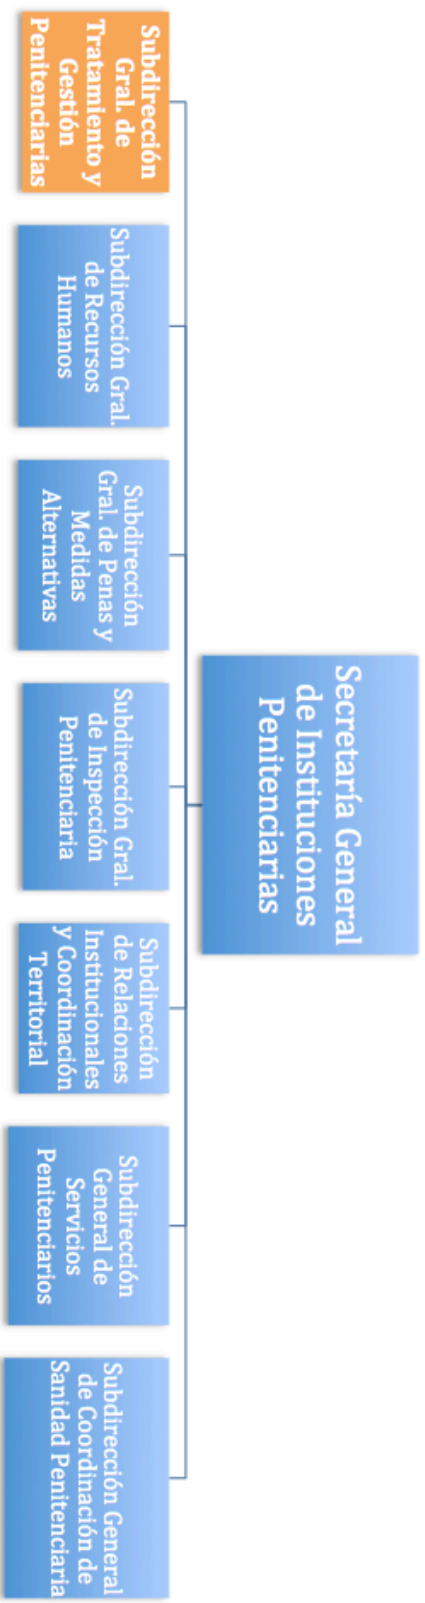 Secretaría General
de Instituciones
Penitenciarias
Subdirección
Gral. de
Tratamiento y
Gestión
Penitenciarias
Subdirección Gral.
de Recursos
Humanos
Subdirección
Gral. de Penas y
Medidas
Alternativas
Subdirección Gral.
de Inspección
Penitenciaria
Subdirección
de Relaciones
Institucionales
y Coordinación
Territorial
Subdirección
General de
Servicios
Penitenciarios
Subdirección General
de Coordinación de
Sanidad Penitenciaria